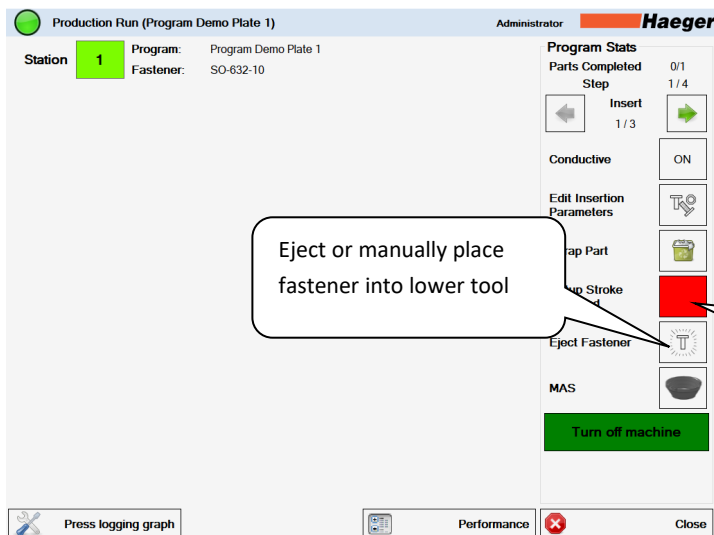 Production Run (Program Demo Plate 1)
Administrator
Haeger
Station
1
Program: Program Demo Plate 1
Fastener: SO-632-10
Program Stats
Parts Completed 0/1
Step 1 / 4
Insert
1 / 3
Conductive ON
Edit Insertion
Parameters
Eject or manually place
fastener into lower tool
Part
Stroke
Eject Fastener
T
MAS
Turn off machine
Press logging graph
Performance
Close